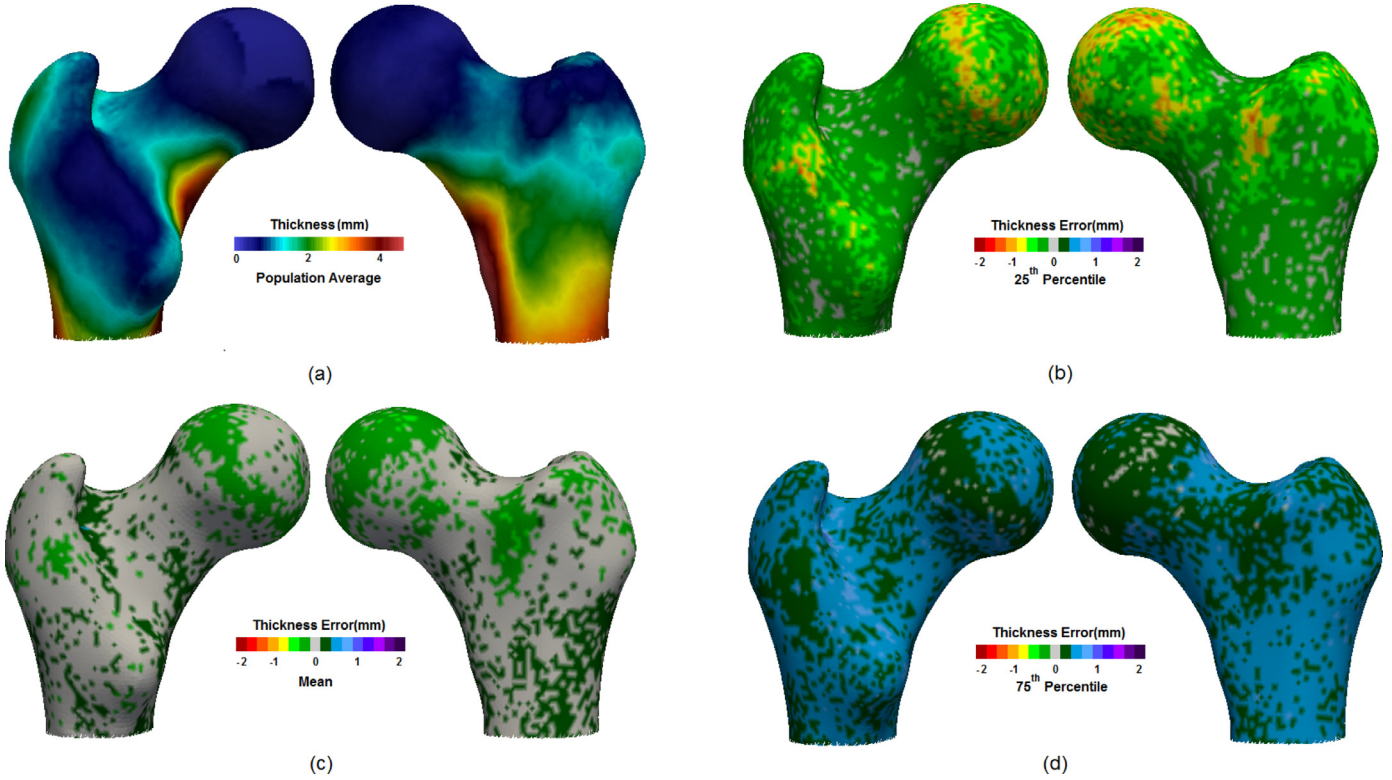 Thickness (mm)
0 2 4
Population Average
(a)
Thickness Error(mm)
-2 -1 0 1 2
25th Percentile
(b)
Thickness Error(mm)
-2 -1 0 1 2
Mean
(c)
Thickness Error(mm)
-2 -1 0 1 2
75th Percentile
(d)